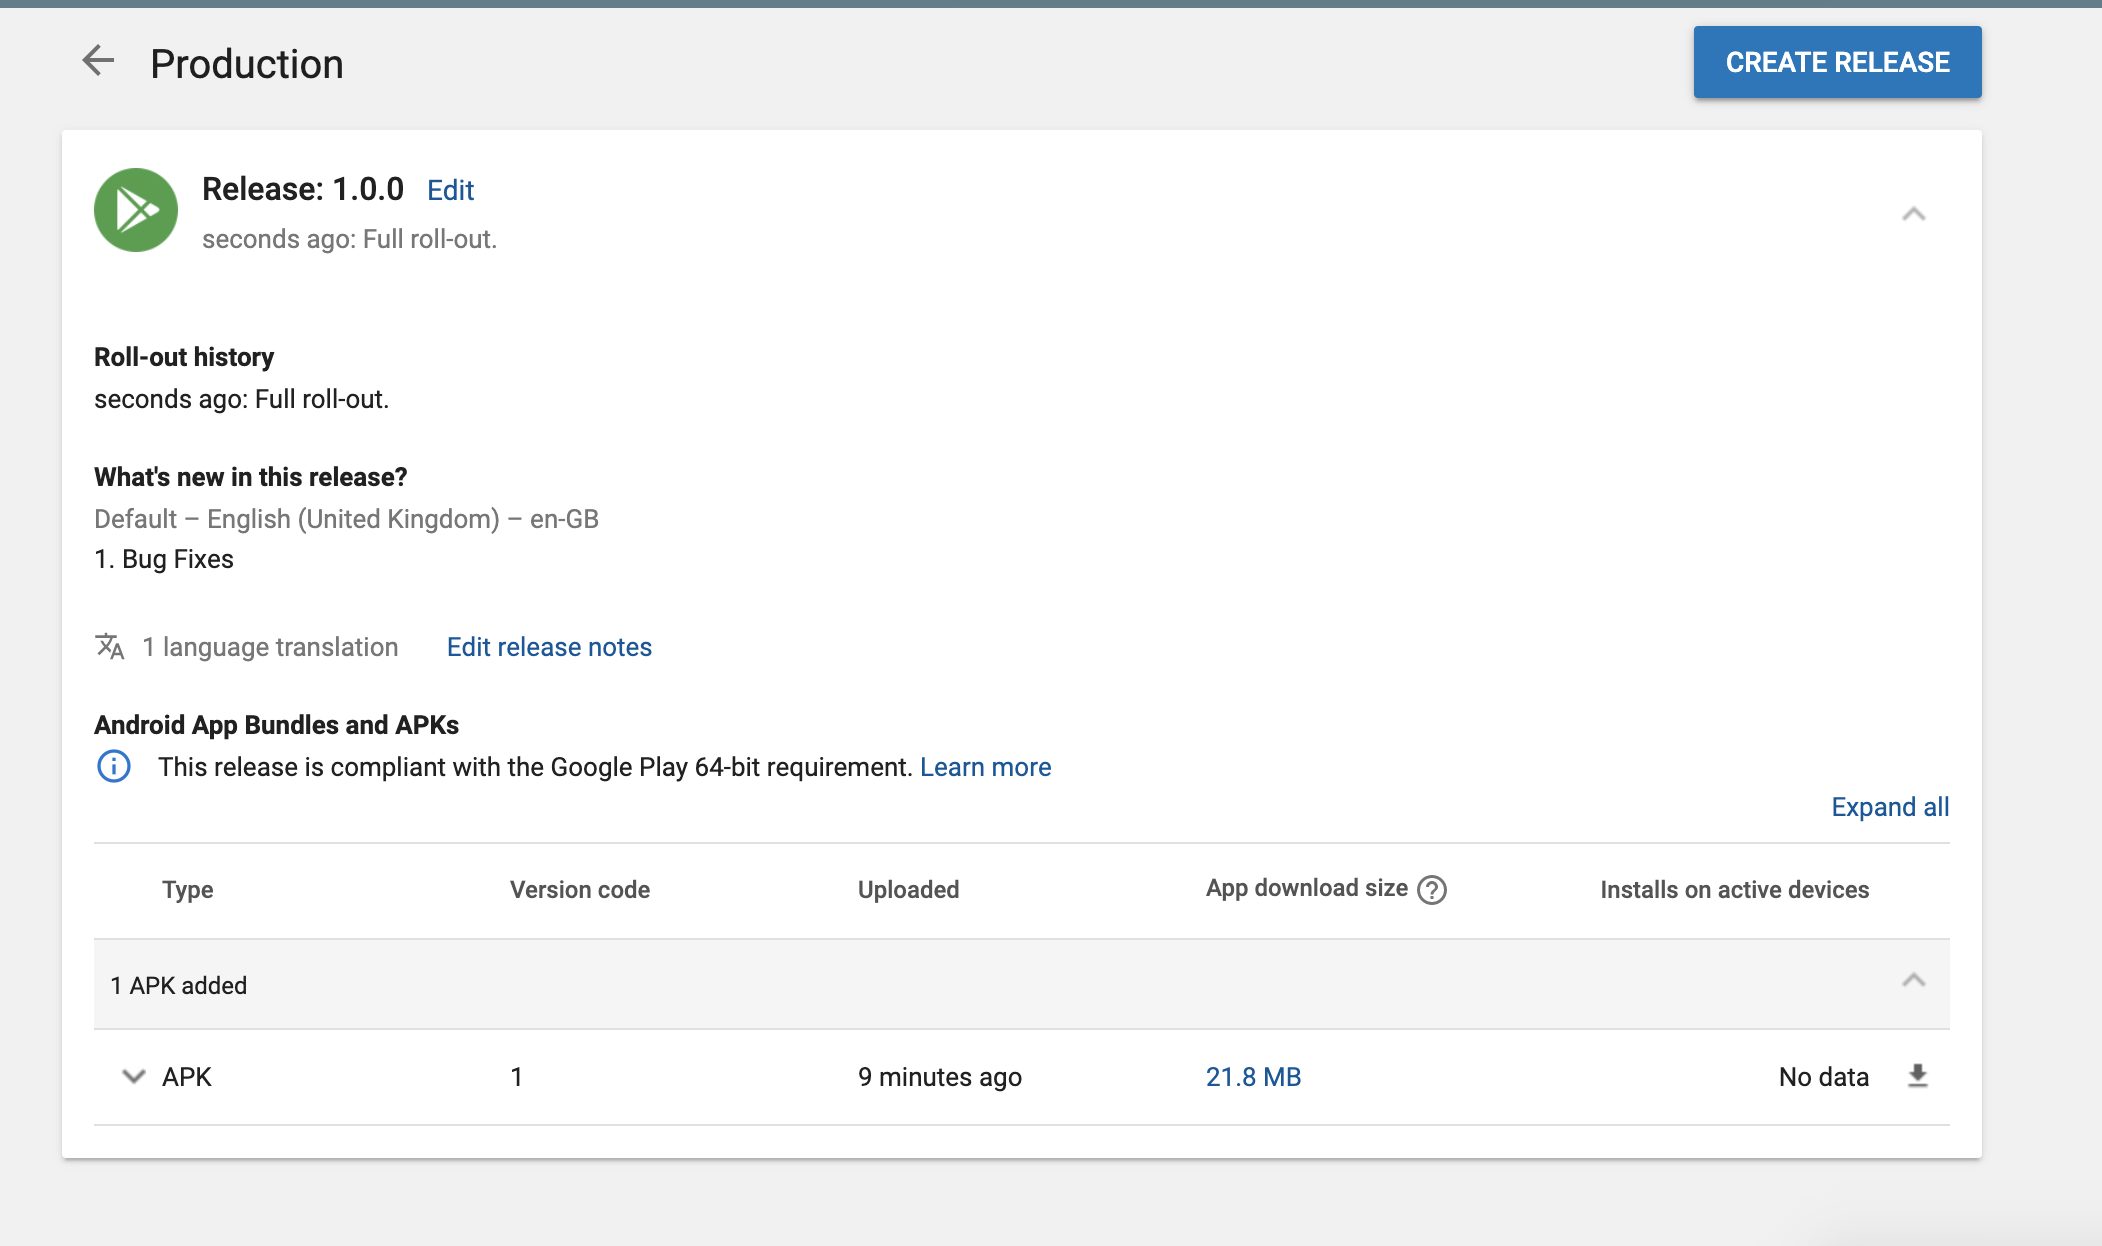 Production
CREATE RELEASE
Release: 1.0.0 Edit
seconds ago: Full roll-out.
Roll-out history
seconds ago: Full roll-out.
What's new in this release?
Default – English (United Kingdom) – en-GB
1. Bug Fixes
1 language translation Edit release notes
Android App Bundles and APKs
This release is compliant with the Google Play 64-bit requirement. Learn more
Expand all
Type Version code Uploaded App download size Installs on active devices
1 APK added
APK 1 9 minutes ago 21.8 MB No data